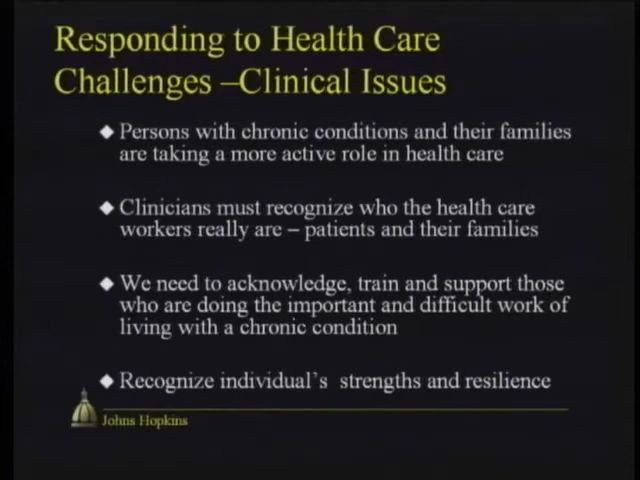 Responding to Health Care
Challenges –Clinical Issues
◆ Persons with chronic conditions and their families
are taking a more active role in health care
◆ Clinicians must recognize who the health care
workers really are – patients and their families
◆ We need to acknowledge, train and support those
who are doing the important and difficult work of
living with a chronic condition
◆ Recognize individual's  strengths and resilience
Johns Hopkins